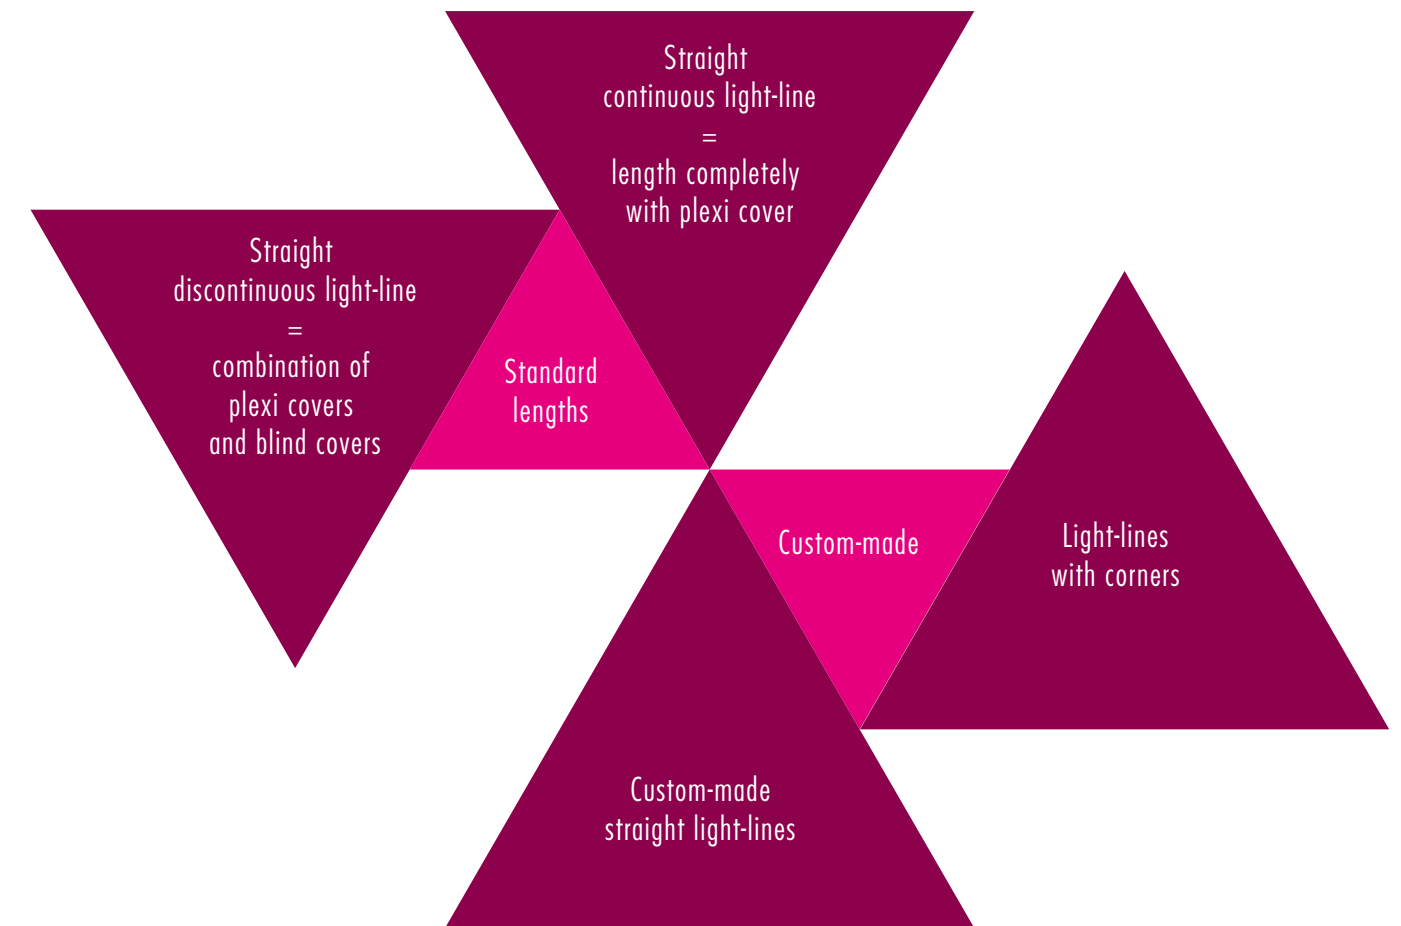 Straight
continuous light-line
=
length completely
with plexi cover
Straight
discontinuous light-line
=
combination of
plexi covers
and blind covers
Standard
lengths
Custom-made
Light-lines
with corners
Custom-made
straight light-lines